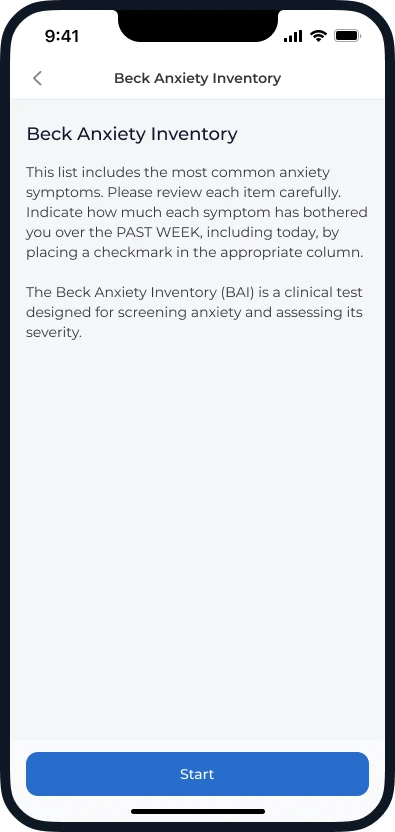 9:41
Beck Anxiety Inventory
Beck Anxiety Inventory
This list includes the most common anxiety
symptoms. Please review each item carefully.
Indicate how much each symptom has bothered
you over the PAST WEEK, including today, by
placing a checkmark in the appropriate column.
The Beck Anxiety Inventory (BAI) is a clinical test
designed for screening anxiety and assessing its
severity.
Start